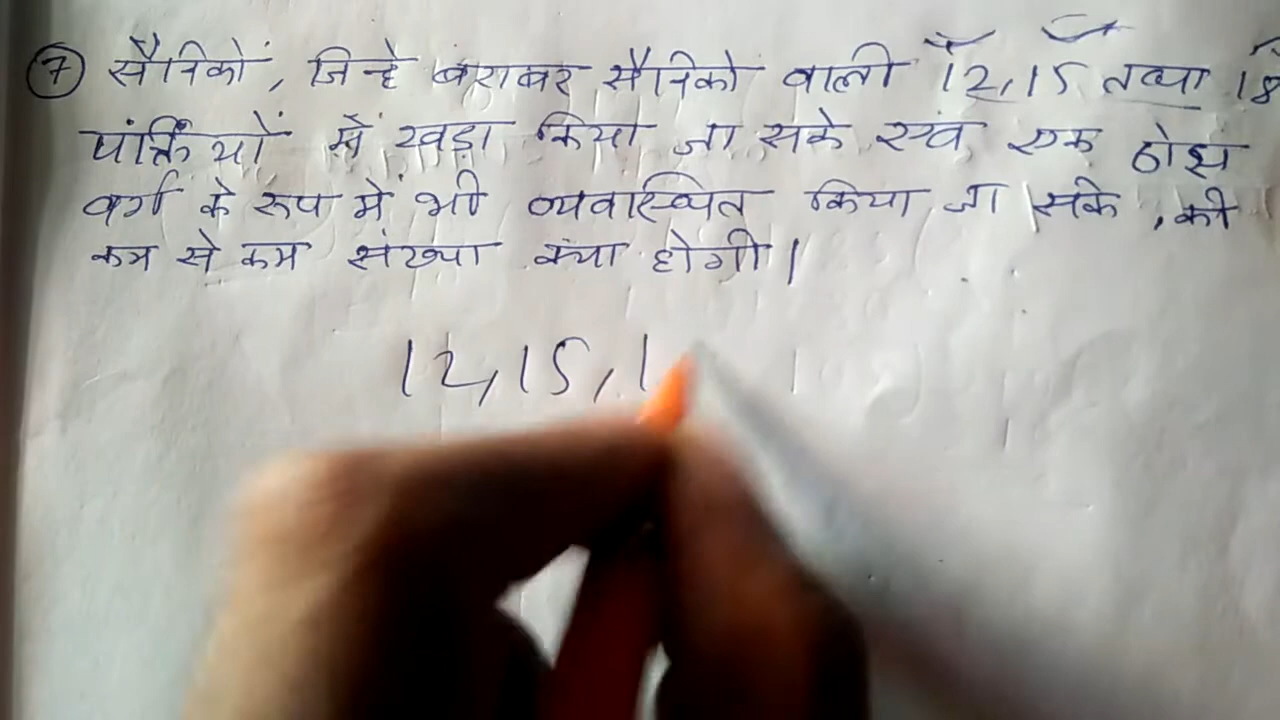 7 सैनिकों, जिन्हे बराबर सैनिको वाली 12,15 तथा 18
पंक्तियों में खड़ा किया जा सके एवं एक ठोस
वर्ग के रूप में भी व्यवस्थित किया जा सके, की
कम से कम संख्या क्या होगी।
12,15,1